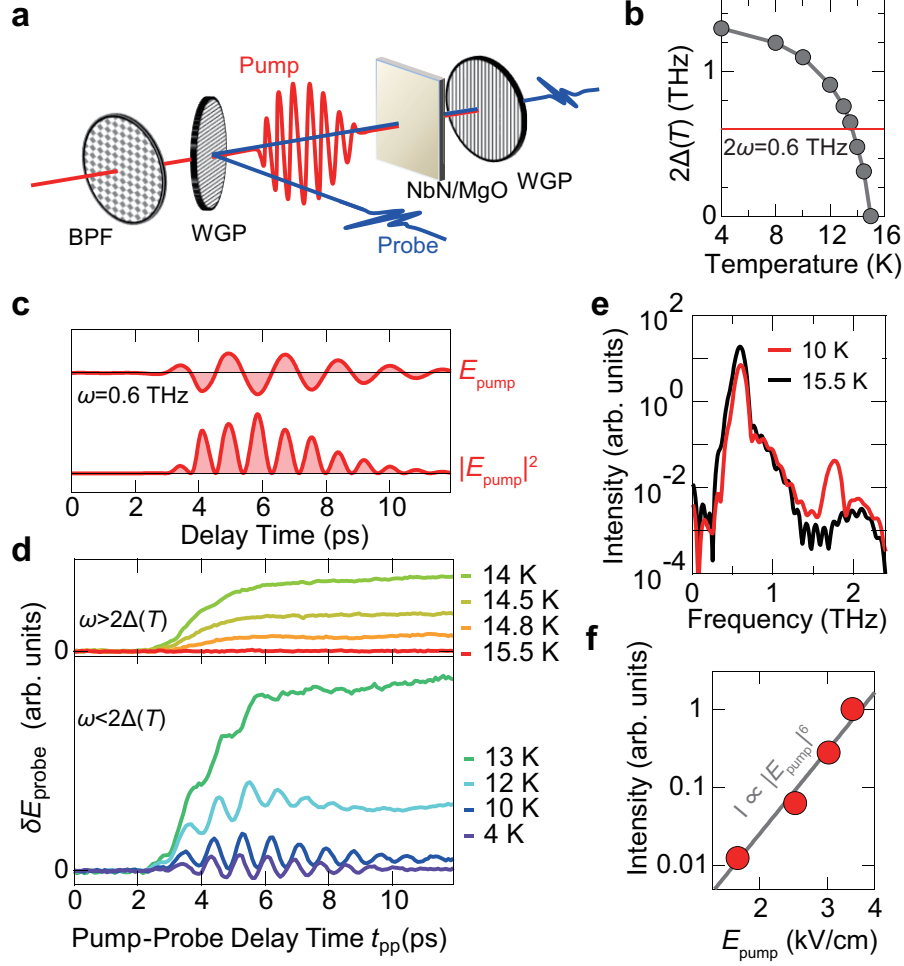 a
Pump
BPF
WGP
Probe
NbN/MgO
WGP
b
2Δ(T) (THz)
1
0
2ω=0.6 THz
4 8 12 16
Temperature (K)
c
E_pump
ω=0.6 THz
|E_pump|²
0 2 4 6 8 10
Delay Time (ps)
d
δE_probe (arb. units)
ω>2Δ(T)
0
14 K
14.5 K
14.8 K
15.5 K
ω<2Δ(T)
0
13 K
12 K
10 K
4 K
0 2 4 6 8 10
Pump-Probe Delay Time t_pp(ps)
e
Intensity (arb. units)
10²
10⁰
10⁻²
10⁻⁴
10 K
15.5 K
0 1 2
Frequency (THz)
f
Intensity (arb. units)
1
0.1
0.01
I ∝ |E_pump|⁶
2 3 4
E_pump (kV/cm)